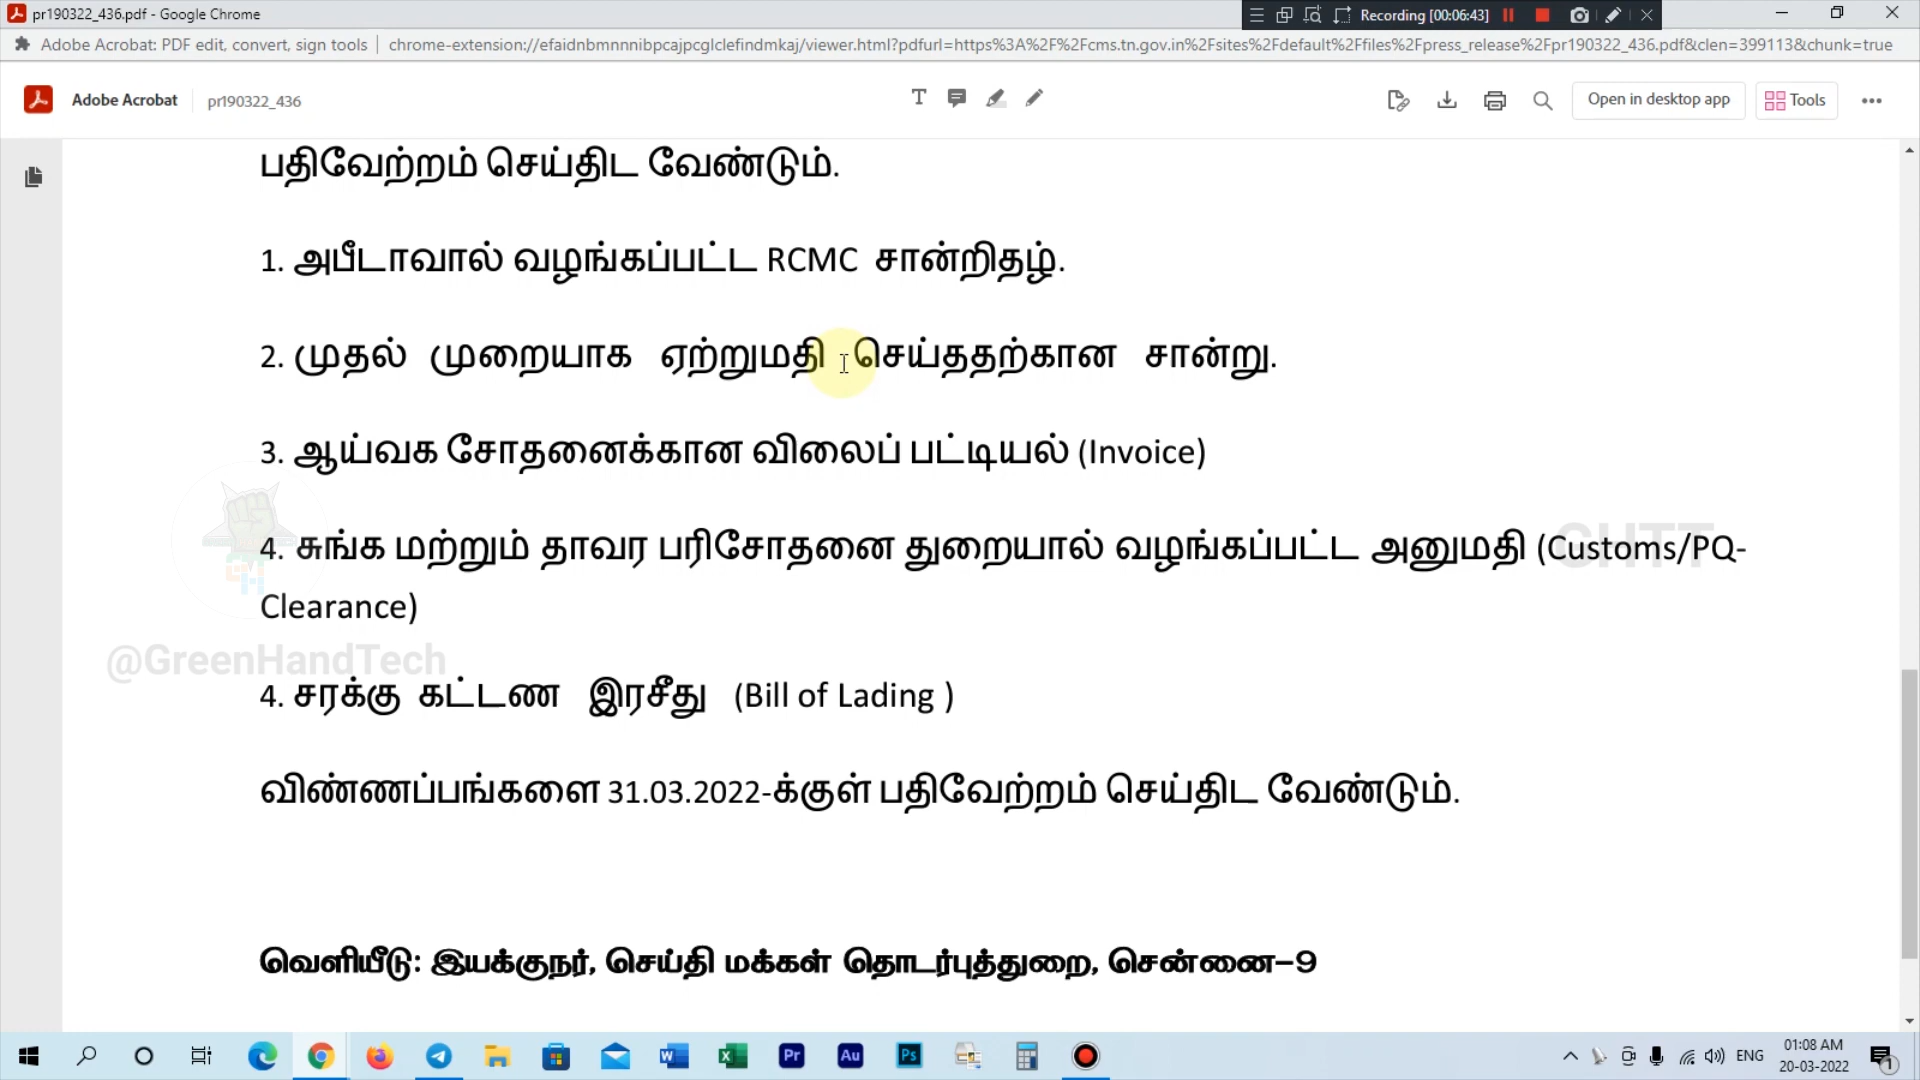 pr190322_436.pdf - Google Chrome
Recording [00:06:43]
Adobe Acrobat: PDF edit, convert, sign tools
chrome-extension://efaidnbmnnnibpcajpcglclefindmkaj/viewer.html?pdfurl=https%3A%2F%2Fcms.tn.gov.in%2Fsites%2Fdefault%2Ffiles%2Fpress_release%2Fpr190322_436.pdf&clen=399113&chunk=true
Adobe Acrobat
pr190322_436
Open in desktop app
Tools
பதிவேற்றம் செய்திட வேண்டும்.
1. அபீடாவால் வழங்கப்பட்ட RCMC சான்றிதழ்.
2. முதல் முறையாக ஏற்றுமதி செய்ததற்கான சான்று.
3. ஆய்வக சோதனைக்கான விலைப் பட்டியல் (Invoice)
4. சுங்க மற்றும் தாவர பரிசோதனை துறையால் வழங்கப்பட்ட அனுமதி (Customs/PQ-
Clearance)
GHTT
@GreenHandTech
4. சரக்கு கட்டண இரசீது (Bill of Lading )
விண்ணப்பங்களை 31.03.2022-க்குள் பதிவேற்றம் செய்திட வேண்டும்.
வெளியீடு: இயக்குநர், செய்தி மக்கள் தொடர்புத்துறை, சென்னை-9
ENG
01:08 AM
20-03-2022